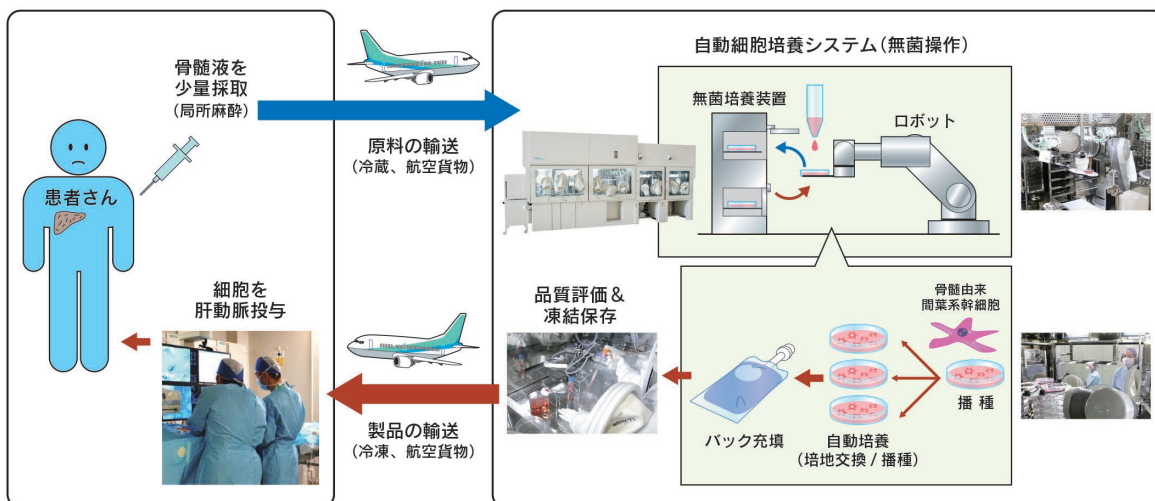 骨髄液を
少量採取
(局所麻酔)
患者さん
細胞を
肝動脈投与
原料の輸送
(冷蔵、航空貨物)
製品の輸送
(冷凍、航空貨物)
自動細胞培養システム(無菌操作)
無菌培養装置
ロボット
品質評価&
凍結保存
骨髄由来
間葉系幹細胞
播種
自動培養
(培地交換 / 播種)
バック充填